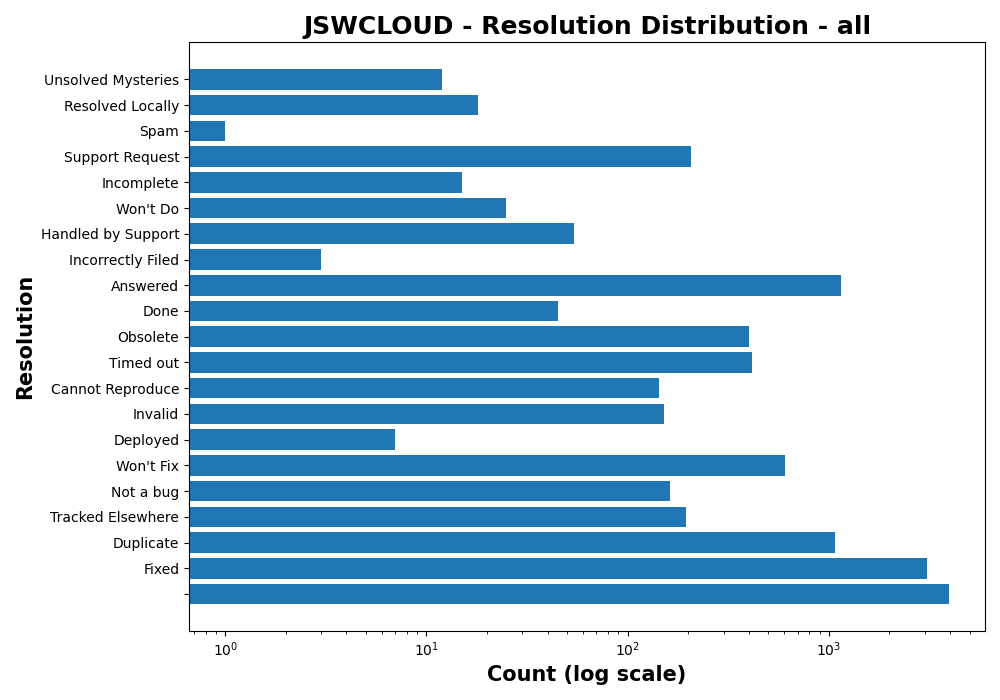 JSWCLOUD - Resolution Distribution - all
Resolution
Unsolved Mysteries
Resolved Locally
Spam
Support Request
Incomplete
Won't Do
Handled by Support
Incorrectly Filed
Answered
Done
Obsolete
Timed out
Cannot Reproduce
Invalid
Deployed
Won't Fix
Not a bug
Tracked Elsewhere
Duplicate
Fixed
10⁰ 10¹ 10² 10³
Count (log scale)